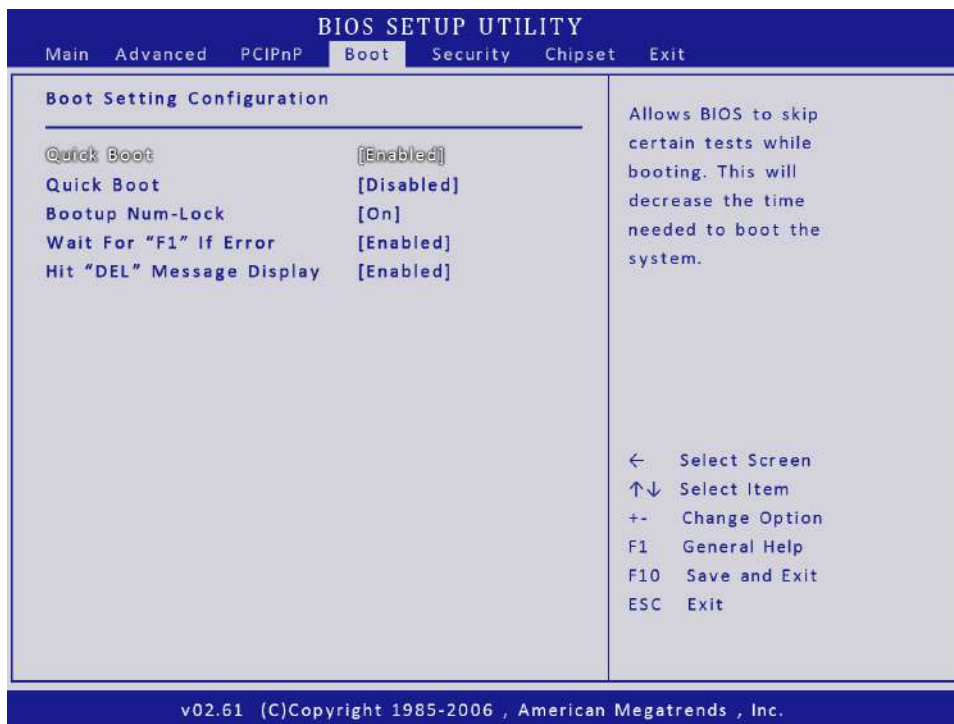 BIOS SETUP UTILITY
Main Advanced PCIPnP Boot Security Chipset Exit
Boot Setting Configuration
Quick Boot [Enabled]
Quick Boot [Disabled]
Bootup Num-Lock [On]
Wait For “F1” If Error [Enabled]
Hit “DEL” Message Display [Enabled]
Allows BIOS to skip
certain tests while
booting. This will
decrease the time
needed to boot the
system.
← Select Screen
↑↓ Select Item
+- Change Option
F1 General Help
F10 Save and Exit
ESC Exit
v02.61 (C)Copyright 1985-2006 , American Megatrends , Inc.